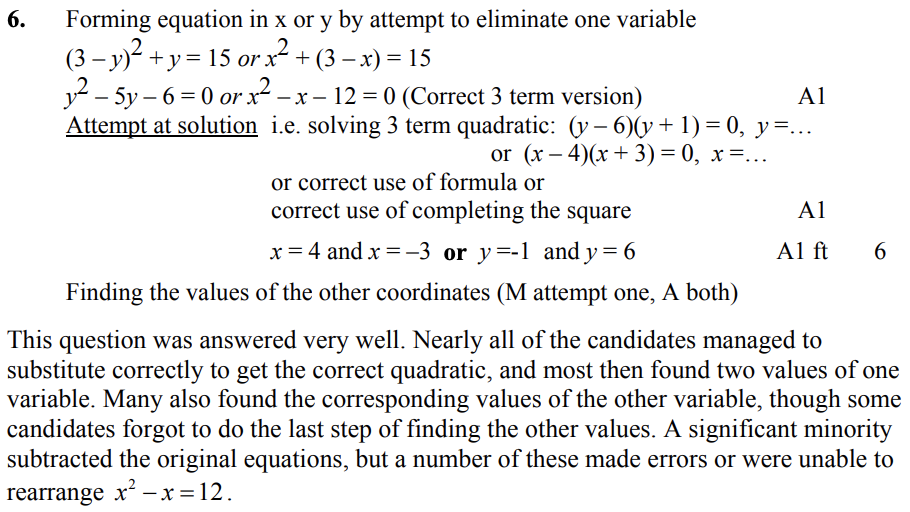 6. Forming equation in x or y by attempt to eliminate one variable
(3 – y)² + y = 15 or x² + (3 – x) = 15
y² – 5y – 6 = 0 or x² – x – 12 = 0 (Correct 3 term version) A1
Attempt at solution i.e. solving 3 term quadratic: (y – 6)(y + 1) = 0, y =…
or (x – 4)(x + 3) = 0, x =…
or correct use of formula or
correct use of completing the square A1
x = 4 and x = –3 or y =-1 and y = 6 A1 ft 6
Finding the values of the other coordinates (M attempt one, A both)
This question was answered very well. Nearly all of the candidates managed to
substitute correctly to get the correct quadratic, and most then found two values of one
variable. Many also found the corresponding values of the other variable, though some
candidates forgot to do the last step of finding the other values. A significant minority
subtracted the original equations, but a number of these made errors or were unable to
rearrange x² – x = 12.